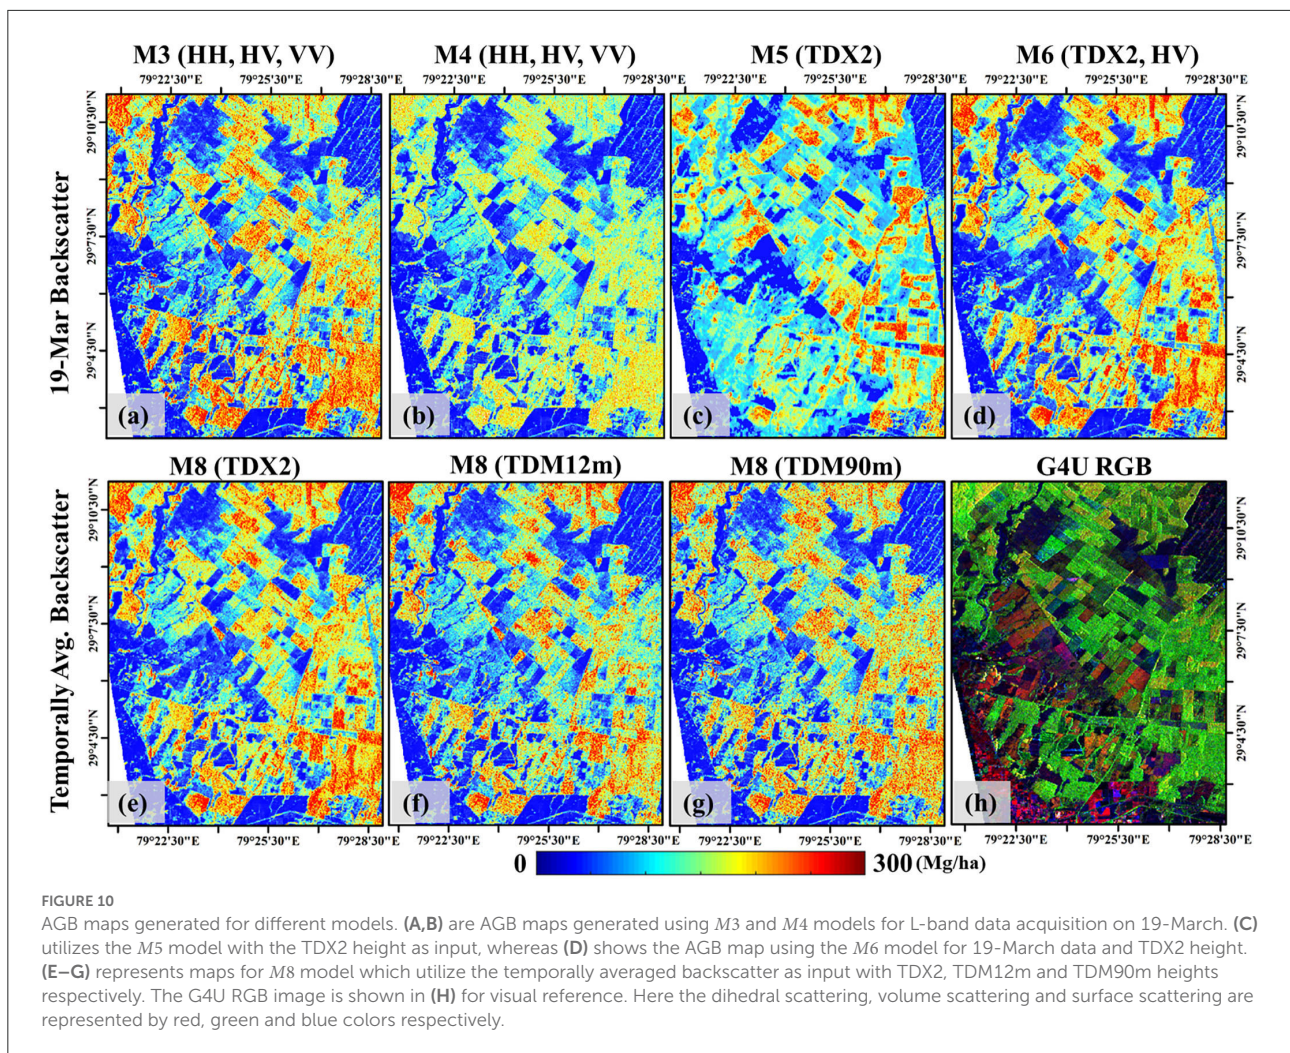 M3 (HH, HV, VV) M4 (HH, HV, VV) M5 (TDX2) M6 (TDX2, HV)
79°22'30"E 79°25'30"E 79°28'30"E 79°22'30"E 79°25'30"E 79°28'30"E 79°22'30"E 79°25'30"E 79°28'30"E 79°22'30"E 79°25'30"E 79°28'30"E
19-Mar Backscatter
29°10'30"N 29°7'30"N 29°4'30"N
29°10'30"N 29°7'30"N 29°4'30"N
(a) (b) (c) (d)
M8 (TDX2) M8 (TDM12m) M8 (TDM90m) G4U RGB
Temporally Avg. Backscatter
29°10'30"N 29°7'30"N 29°4'30"N
29°10'30"N 29°7'30"N 29°4'30"N
(e) (f) (g) (h)
79°22'30"E 79°25'30"E 79°28'30"E 79°22'30"E 79°25'30"E 79°28'30"E 79°22'30"E 79°25'30"E 79°28'30"E 79°22'30"E 79°25'30"E 79°28'30"E
0 300 (Mg/ha)
FIGURE 10
AGB maps generated for different models. (A,B) are AGB maps generated using M3 and M4 models for L-band data acquisition on 19-March. (C)
utilizes the M5 model with the TDX2 height as input, whereas (D) shows the AGB map using the M6 model for 19-March data and TDX2 height.
(E–G) represents maps for M8 model which utilize the temporally averaged backscatter as input with TDX2, TDM12m and TDM90m heights
respectively. The G4U RGB image is shown in (H) for visual reference. Here the dihedral scattering, volume scattering and surface scattering are
represented by red, green and blue colors respectively.